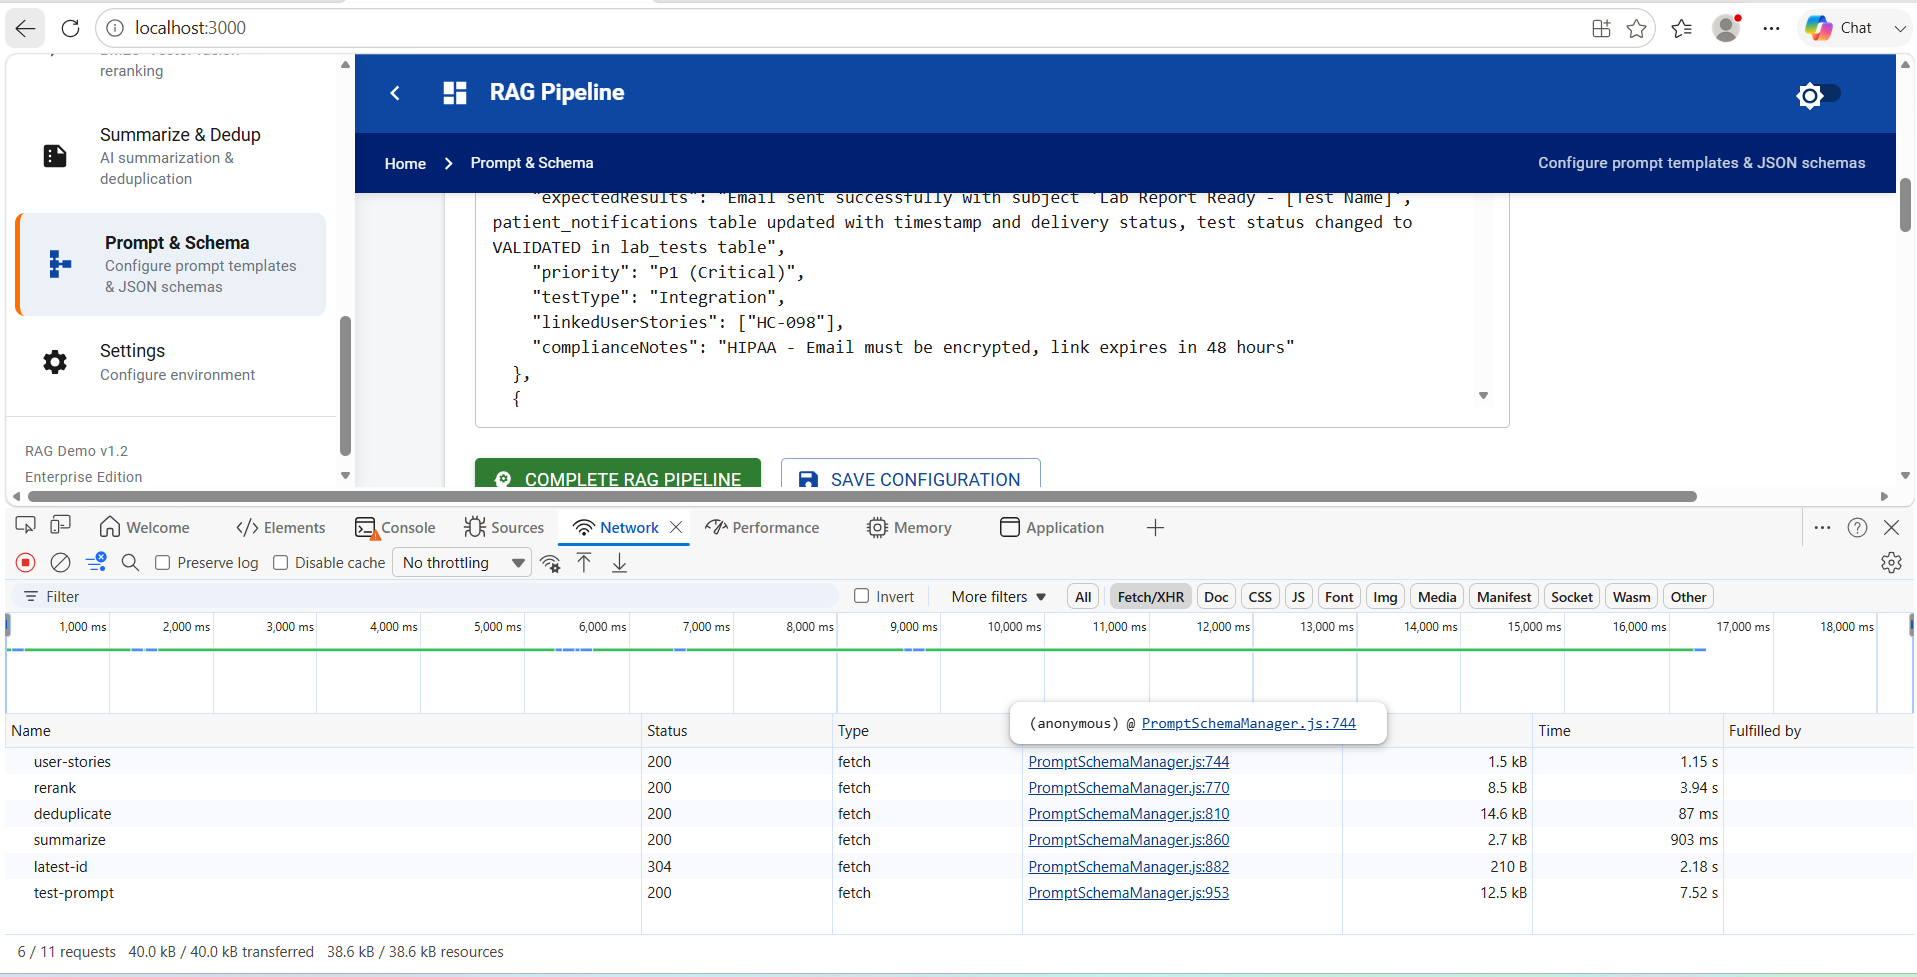 localhost:3000
Chat
reranking
Summarize & Dedup
AI summarization &
deduplication
Prompt & Schema
Configure prompt templates
& JSON schemas
Settings
Configure environment
RAG Demo v1.2
Enterprise Edition
RAG Pipeline
Home
Prompt & Schema
Configure prompt templates & JSON schemas
"expectedResults": "Email sent successfully with subject 'Lab Report Ready - [Test Name]',
patient_notifications table updated with timestamp and delivery status, test status changed to
VALIDATED in lab_tests table",
"priority": "P1 (Critical)",
"testType": "Integration",
"linkedUserStories": ["HC-098"],
"complianceNotes": "HIPAA - Email must be encrypted, link expires in 48 hours"
},
{
COMPLETE RAG PIPELINE
SAVE CONFIGURATION
Welcome
</> Elements
Console
Sources
Network
Performance
Memory
Application
Preserve log
Disable cache
No throttling
Filter
Invert
More filters
All
Fetch/XHR
Doc
CSS
JS
Font
Img
Media
Manifest
Socket
Wasm
Other
1,000 ms
2,000 ms
3,000 ms
4,000 ms
5,000 ms
6,000 ms
7,000 ms
8,000 ms
9,000 ms
10,000 ms
11,000 ms
12,000 ms
13,000 ms
14,000 ms
15,000 ms
16,000 ms
17,000 ms
18,000 ms
(anonymous) @ PromptSchemaManager.js:744
Name Status Type Time Fulfilled by
user-stories 200 fetch PromptSchemaManager.js:744 1.5 kB 1.15 s
rerank 200 fetch PromptSchemaManager.js:770 8.5 kB 3.94 s
deduplicate 200 fetch PromptSchemaManager.js:810 14.6 kB 87 ms
summarize 200 fetch PromptSchemaManager.js:860 2.7 kB 903 ms
latest-id 304 fetch PromptSchemaManager.js:882 210 B 2.18 s
test-prompt 200 fetch PromptSchemaManager.js:953 12.5 kB 7.52 s
6 / 11 requests 40.0 kB / 40.0 kB transferred 38.6 kB / 38.6 kB resources